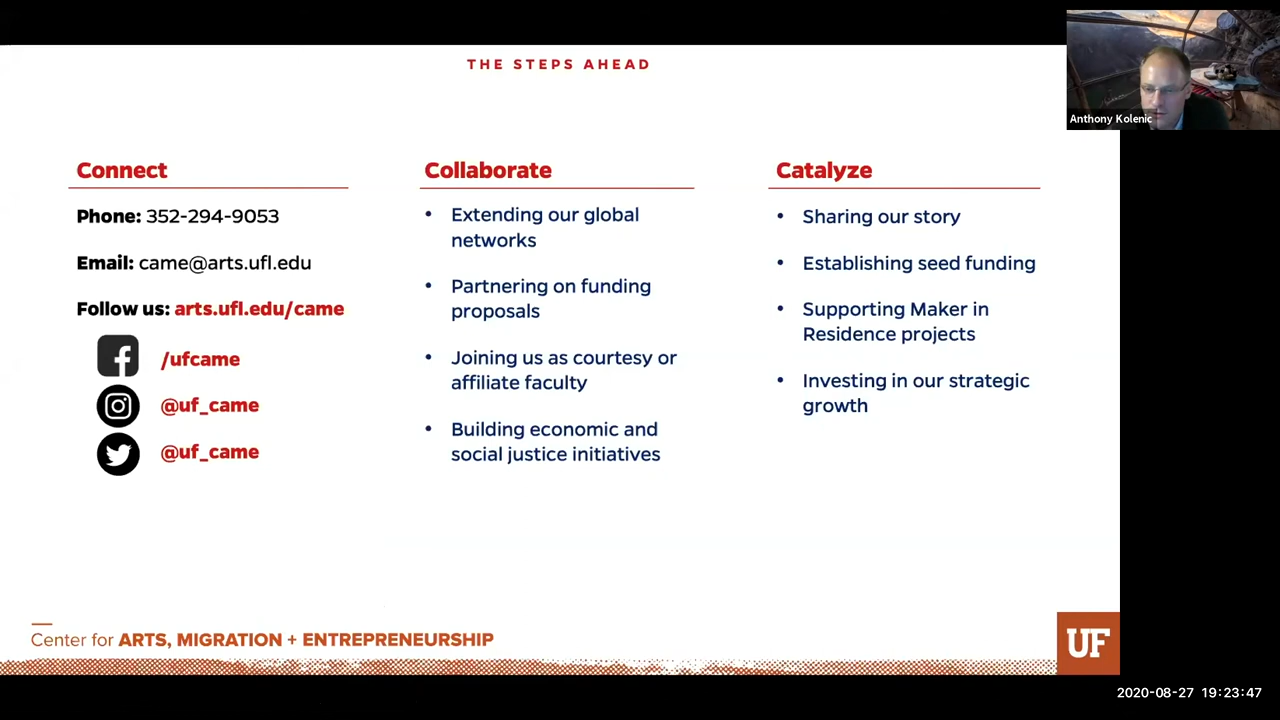 THE STEPS AHEAD
Anthony Kolenic
Connect
Phone: 352-294-9053
Email: came@arts.ufl.edu
Follow us: arts.ufl.edu/came
/ufcame
@uf_came
@uf_came
Collaborate
• Extending our global
networks
• Partnering on funding
proposals
• Joining us as courtesy or
affiliate faculty
• Building economic and
social justice initiatives
Catalyze
• Sharing our story
• Establishing seed funding
• Supporting Maker in
Residence projects
• Investing in our strategic
growth
Center for ARTS, MIGRATION + ENTREPRENEURSHIP
UF
2020-08-27 19:23:47